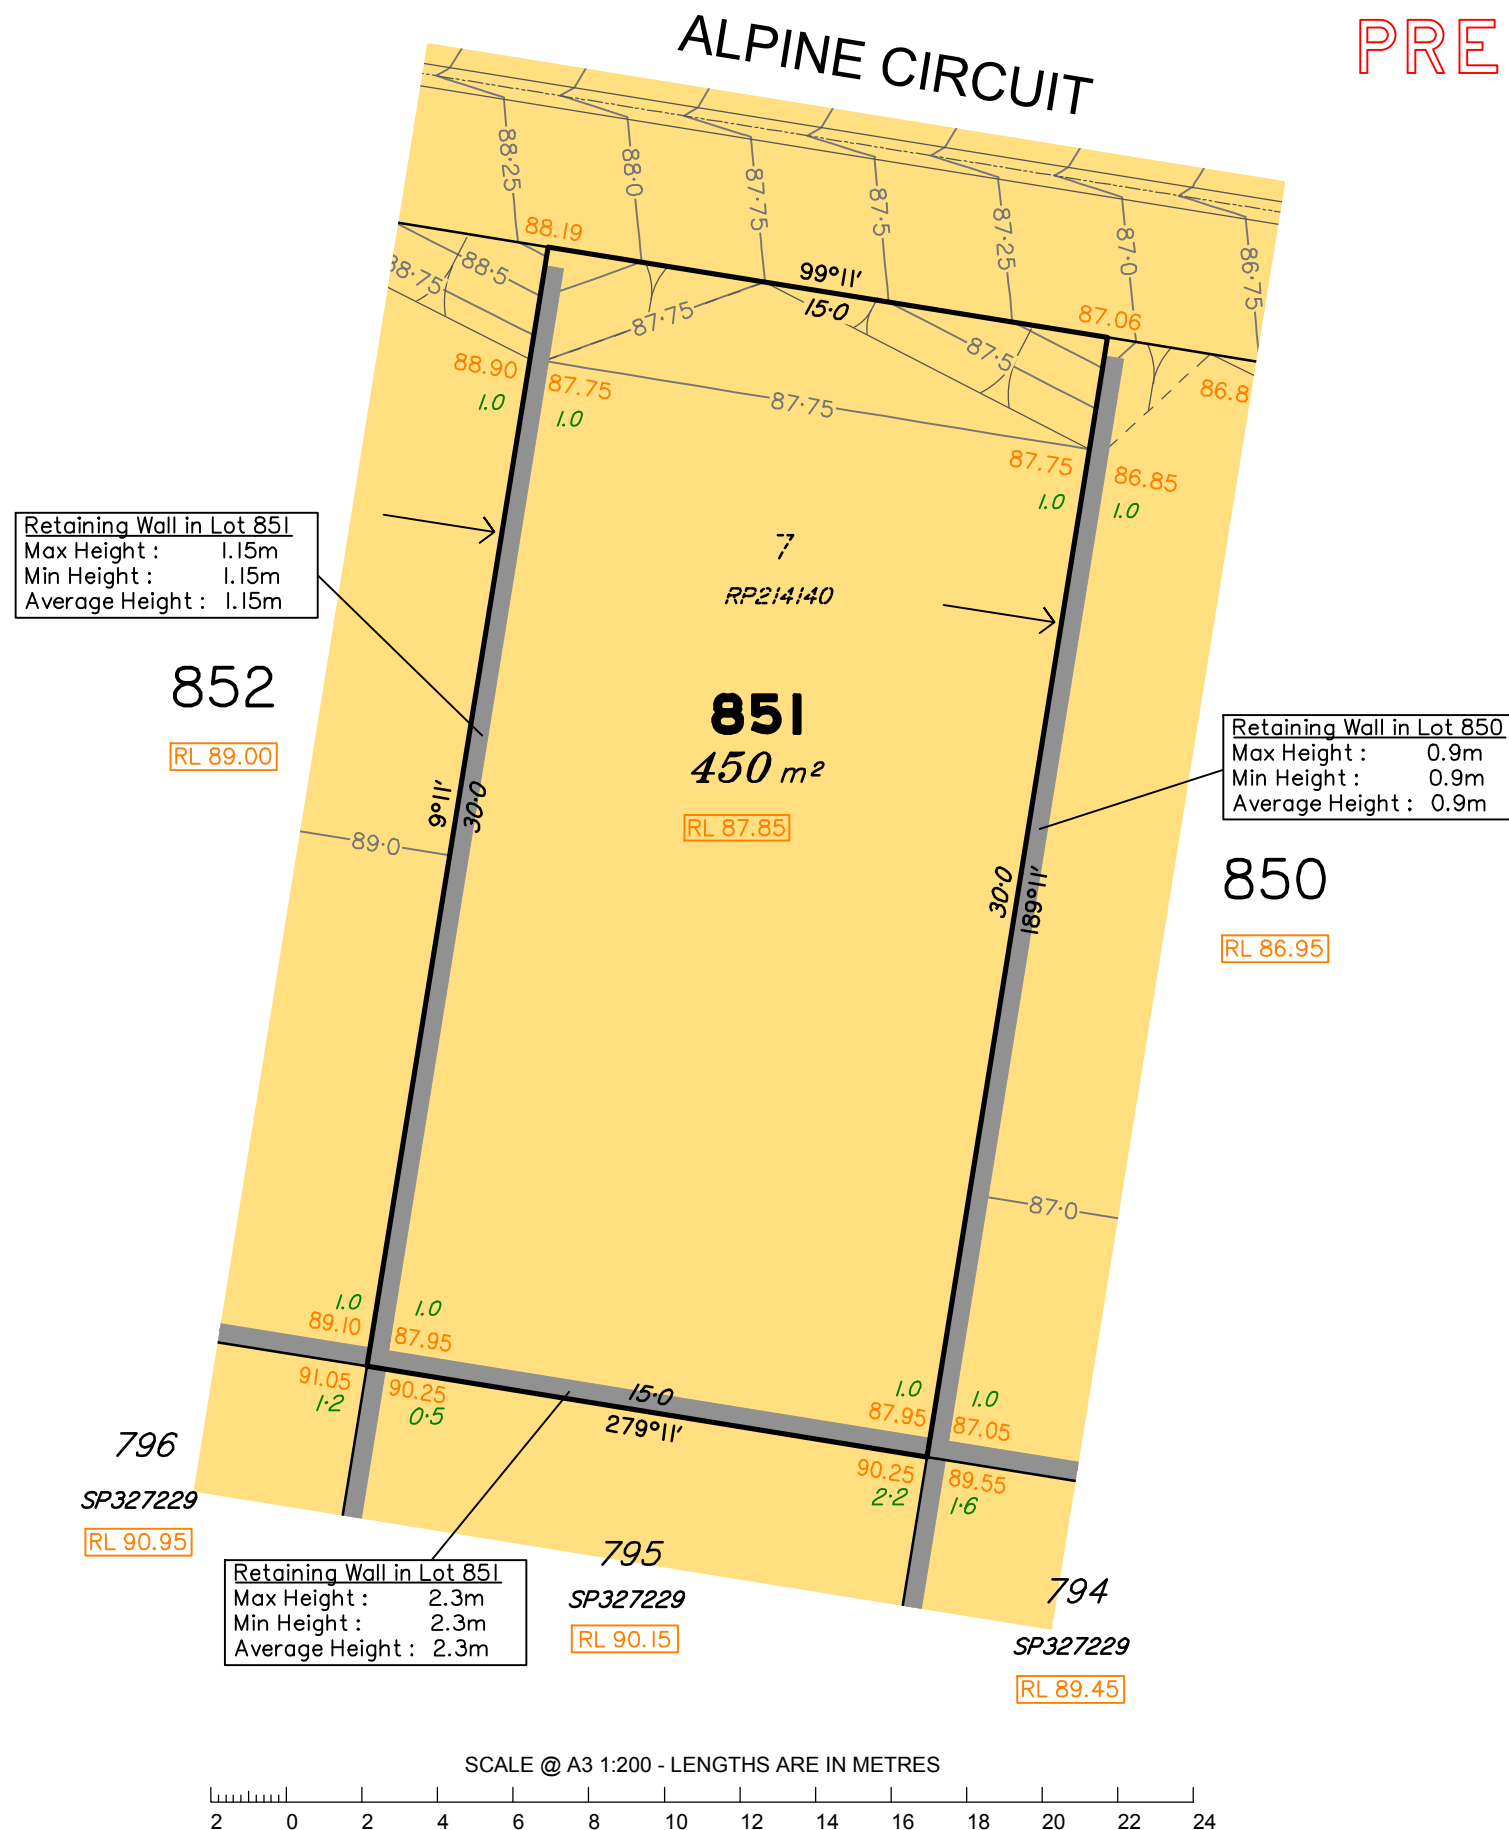 ALPINE CIRCUIT
PRE
88·25
88·0
87·75
87·5
87·25
87·0
86·75
88.19
88·5
88·75
99°11'
15·0
87·75
87.06
87·5
88.90
87.75
1.0
1.0
87·75
86.8
87.75
86.85
1.0
1.0
Retaining Wall in Lot 851
Max Height : 1.15m
Min Height : 1.15m
Average Height : 1.15m
7
RP214140
852
RL 89.00
851
450 m²
RL 87.85
Retaining Wall in Lot 850
Max Height : 0.9m
Min Height : 0.9m
Average Height : 0.9m
9°11'
30·0
89·0
30·0
189°11'
850
RL 86.95
87·0
1.0
1.0
89.10
87.95
91.05
90.25
1·2
0·5
15·0
279°11'
1.0
1.0
87.95
87.05
90.25
89.55
2·2
1·6
796
SP327229
RL 90.95
Retaining Wall in Lot 851
Max Height : 2.3m
Min Height : 2.3m
Average Height : 2.3m
795
SP327229
RL 90.15
794
SP327229
RL 89.45
SCALE @ A3 1:200 - LENGTHS ARE IN METRES
2 0 2 4 6 8 10 12 14 16 18 20 22 24